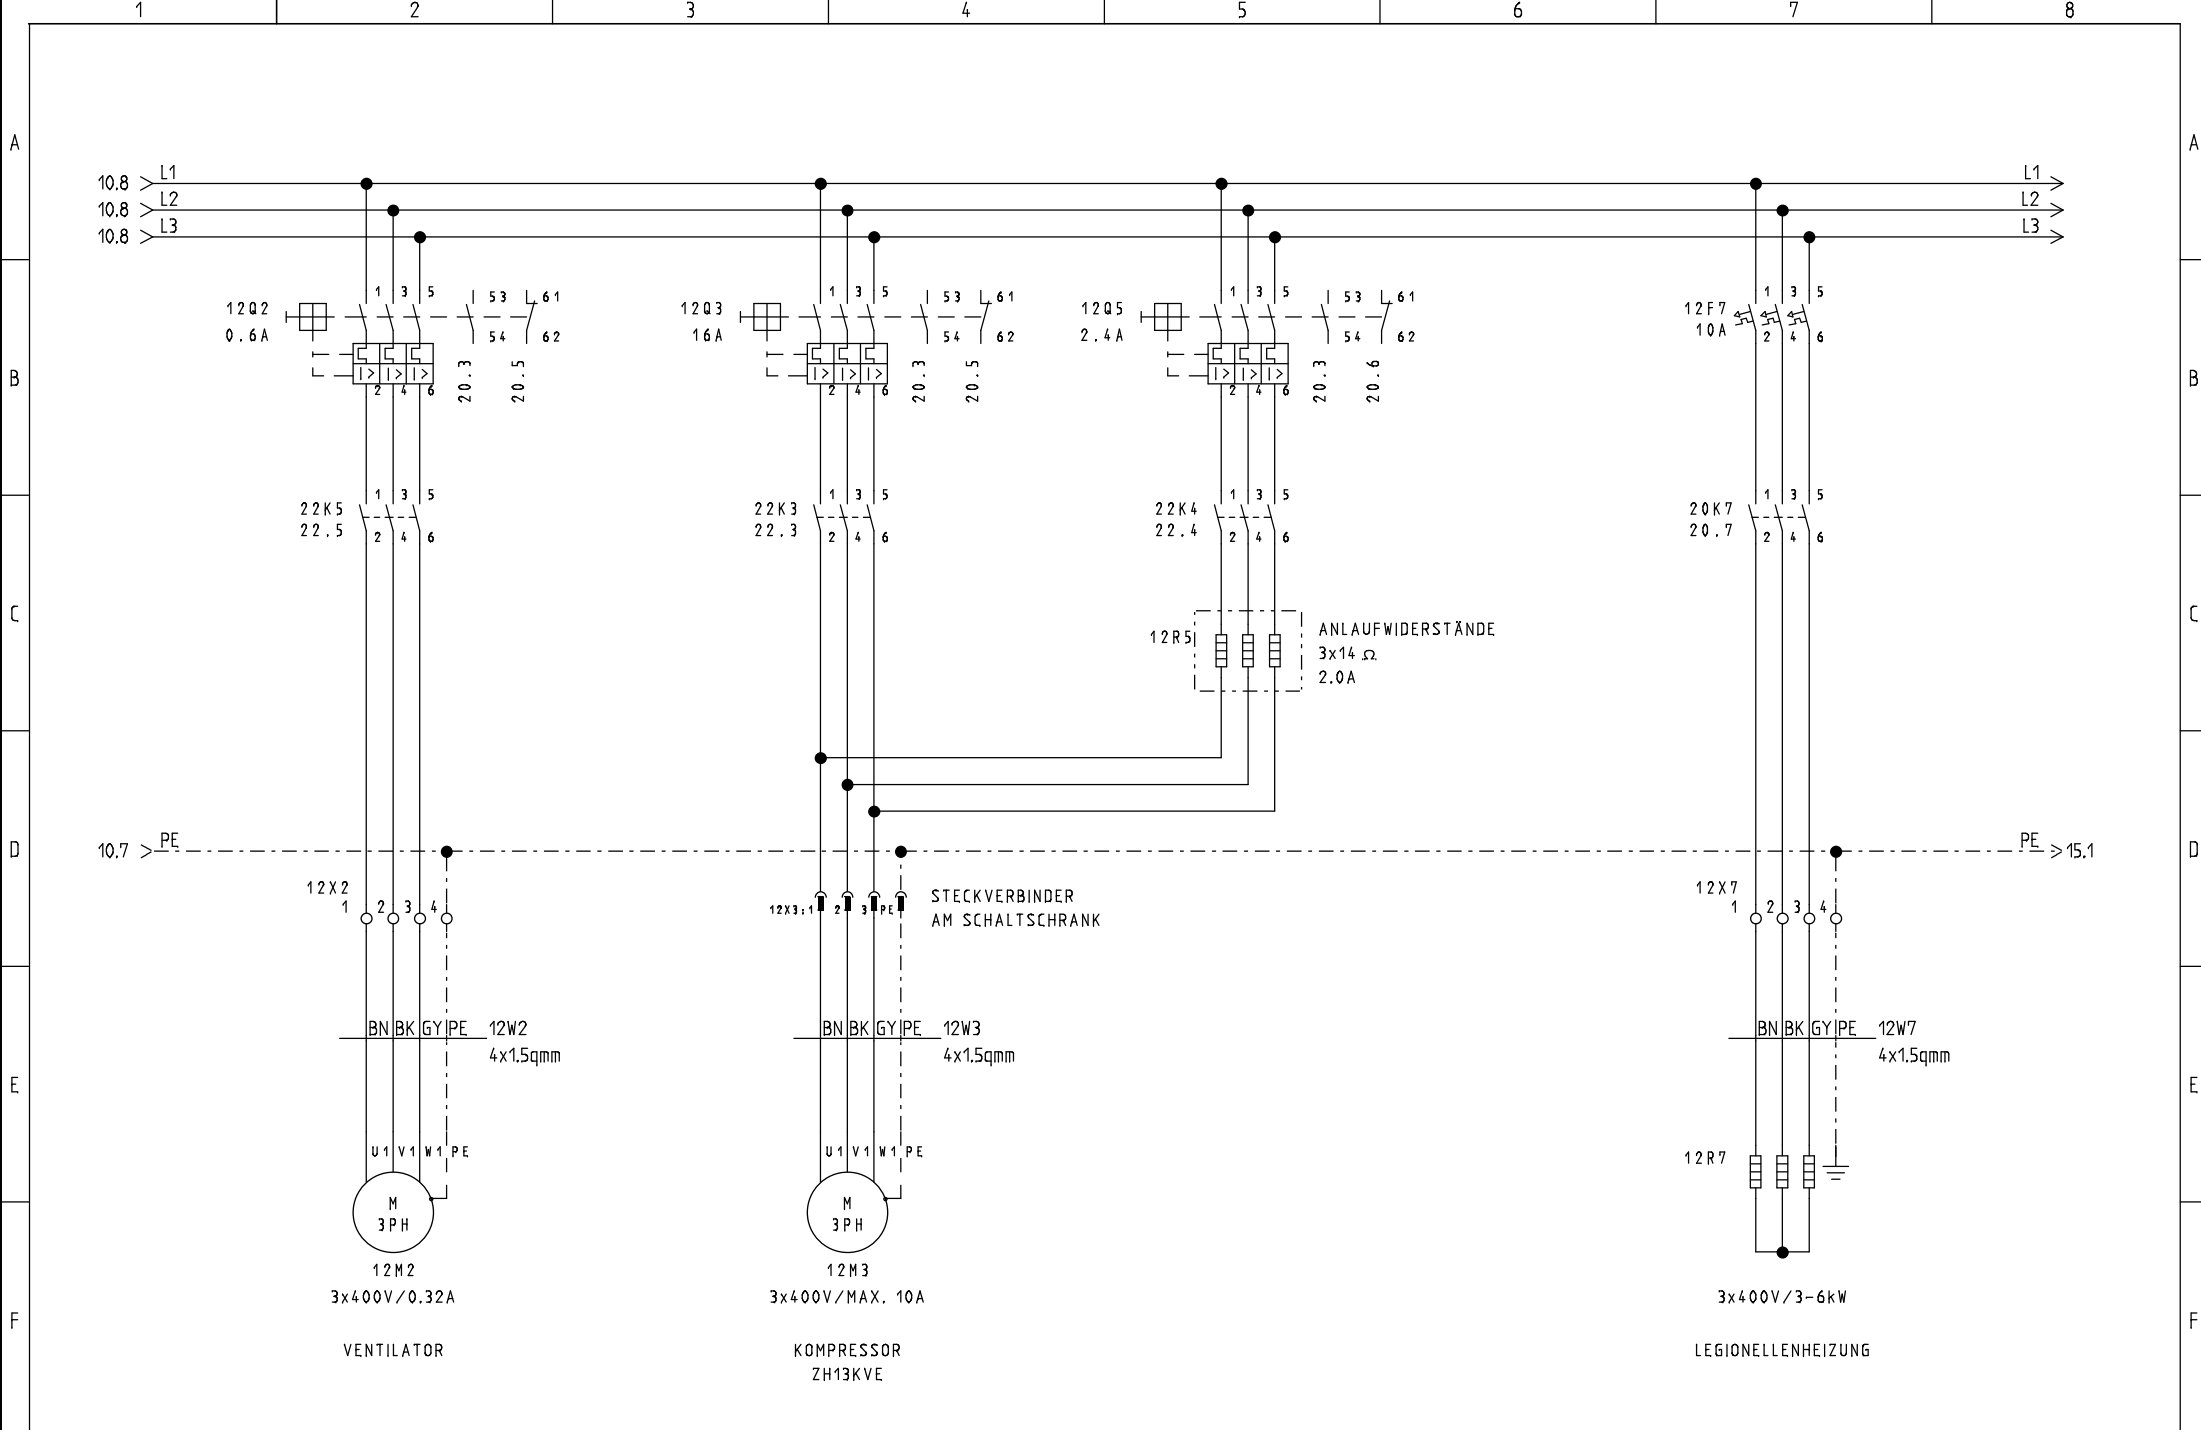 1 2 3 4 5 6 7 8
A A
10.8 L1 L1
10.8 L2 L2
10.8 L3 L3
1 3 5 53 61 1 3 5 53 61 1 3 5 53 61 1 3 5
12Q2 12Q3 12Q5 12F7
0.6A 54 62 16A 54 62 2.4A 54 62 10A 2 4 6
I> I> I> I> I> I> I> I> I>
B 2 4 6 20.3 20.5 2 4 6 20.3 20.5 2 4 6 20.3 20.6 B
1 3 5 1 3 5 1 3 5 1 3 5
22K5 22K3 22K4 20K7
22.5 2 4 6 22.3 2 4 6 22.4 2 4 6 20.7 2 4 6
C C
12R5 ANLAUFWIDERSTÄNDE
3x14 Ω
2.0A
D 10.7 PE PE 15.1 D
12X2 12X7
1 2 3 4 12X3:1 2 3 PE 1 2 3 4
STECKVERBINDER
AM SCHALTSCHRANK
BN BK GY PE 12W2 BN BK GY PE 12W3 BN BK GY PE 12W7
4x1.5qmm 4x1.5qmm 4x1.5qmm
E E
U1 V1 W1 PE U1 V1 W1 PE 12R7
M M
3PH 3PH
12M2 12M3
3x400V/0.32A 3x400V/MAX. 10A 3x400V/3-6kW
F F
VENTILATOR KOMPRESSOR LEGIONELLENHEIZUNG
ZH13KVE